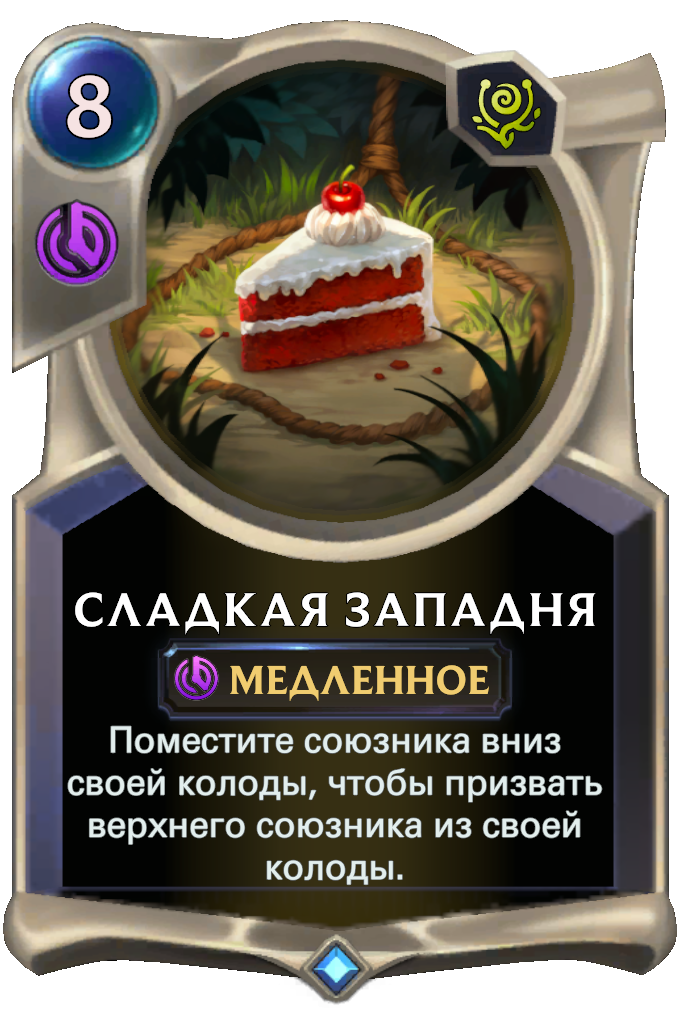 8
СЛАДКАЯ ЗАПАДНЯ
МЕДЛЕННОЕ
Поместите союзника вниз
своей колоды, чтобы призвать
верхнего союзника из своей
колоды.